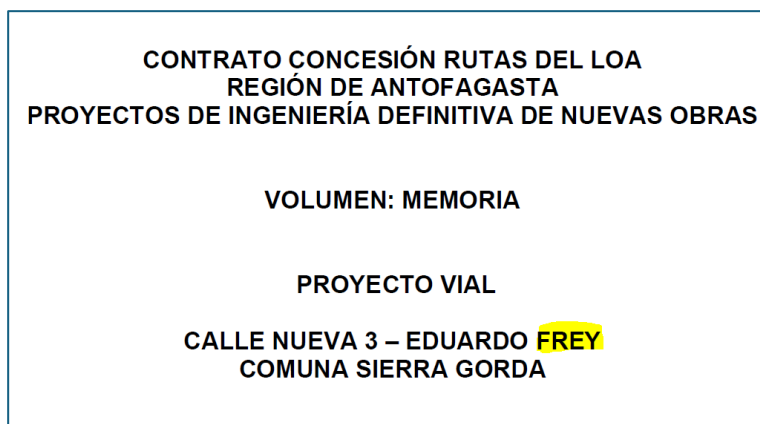 CONTRATO CONCESIÓN RUTAS DEL LOA
REGIÓN DE ANTOFAGASTA
PROYECTOS DE INGENIERÍA DEFINITIVA DE NUEVAS OBRAS
VOLUMEN: MEMORIA
PROYECTO VIAL
CALLE NUEVA 3 – EDUARDO FREY
COMUNA SIERRA GORDA